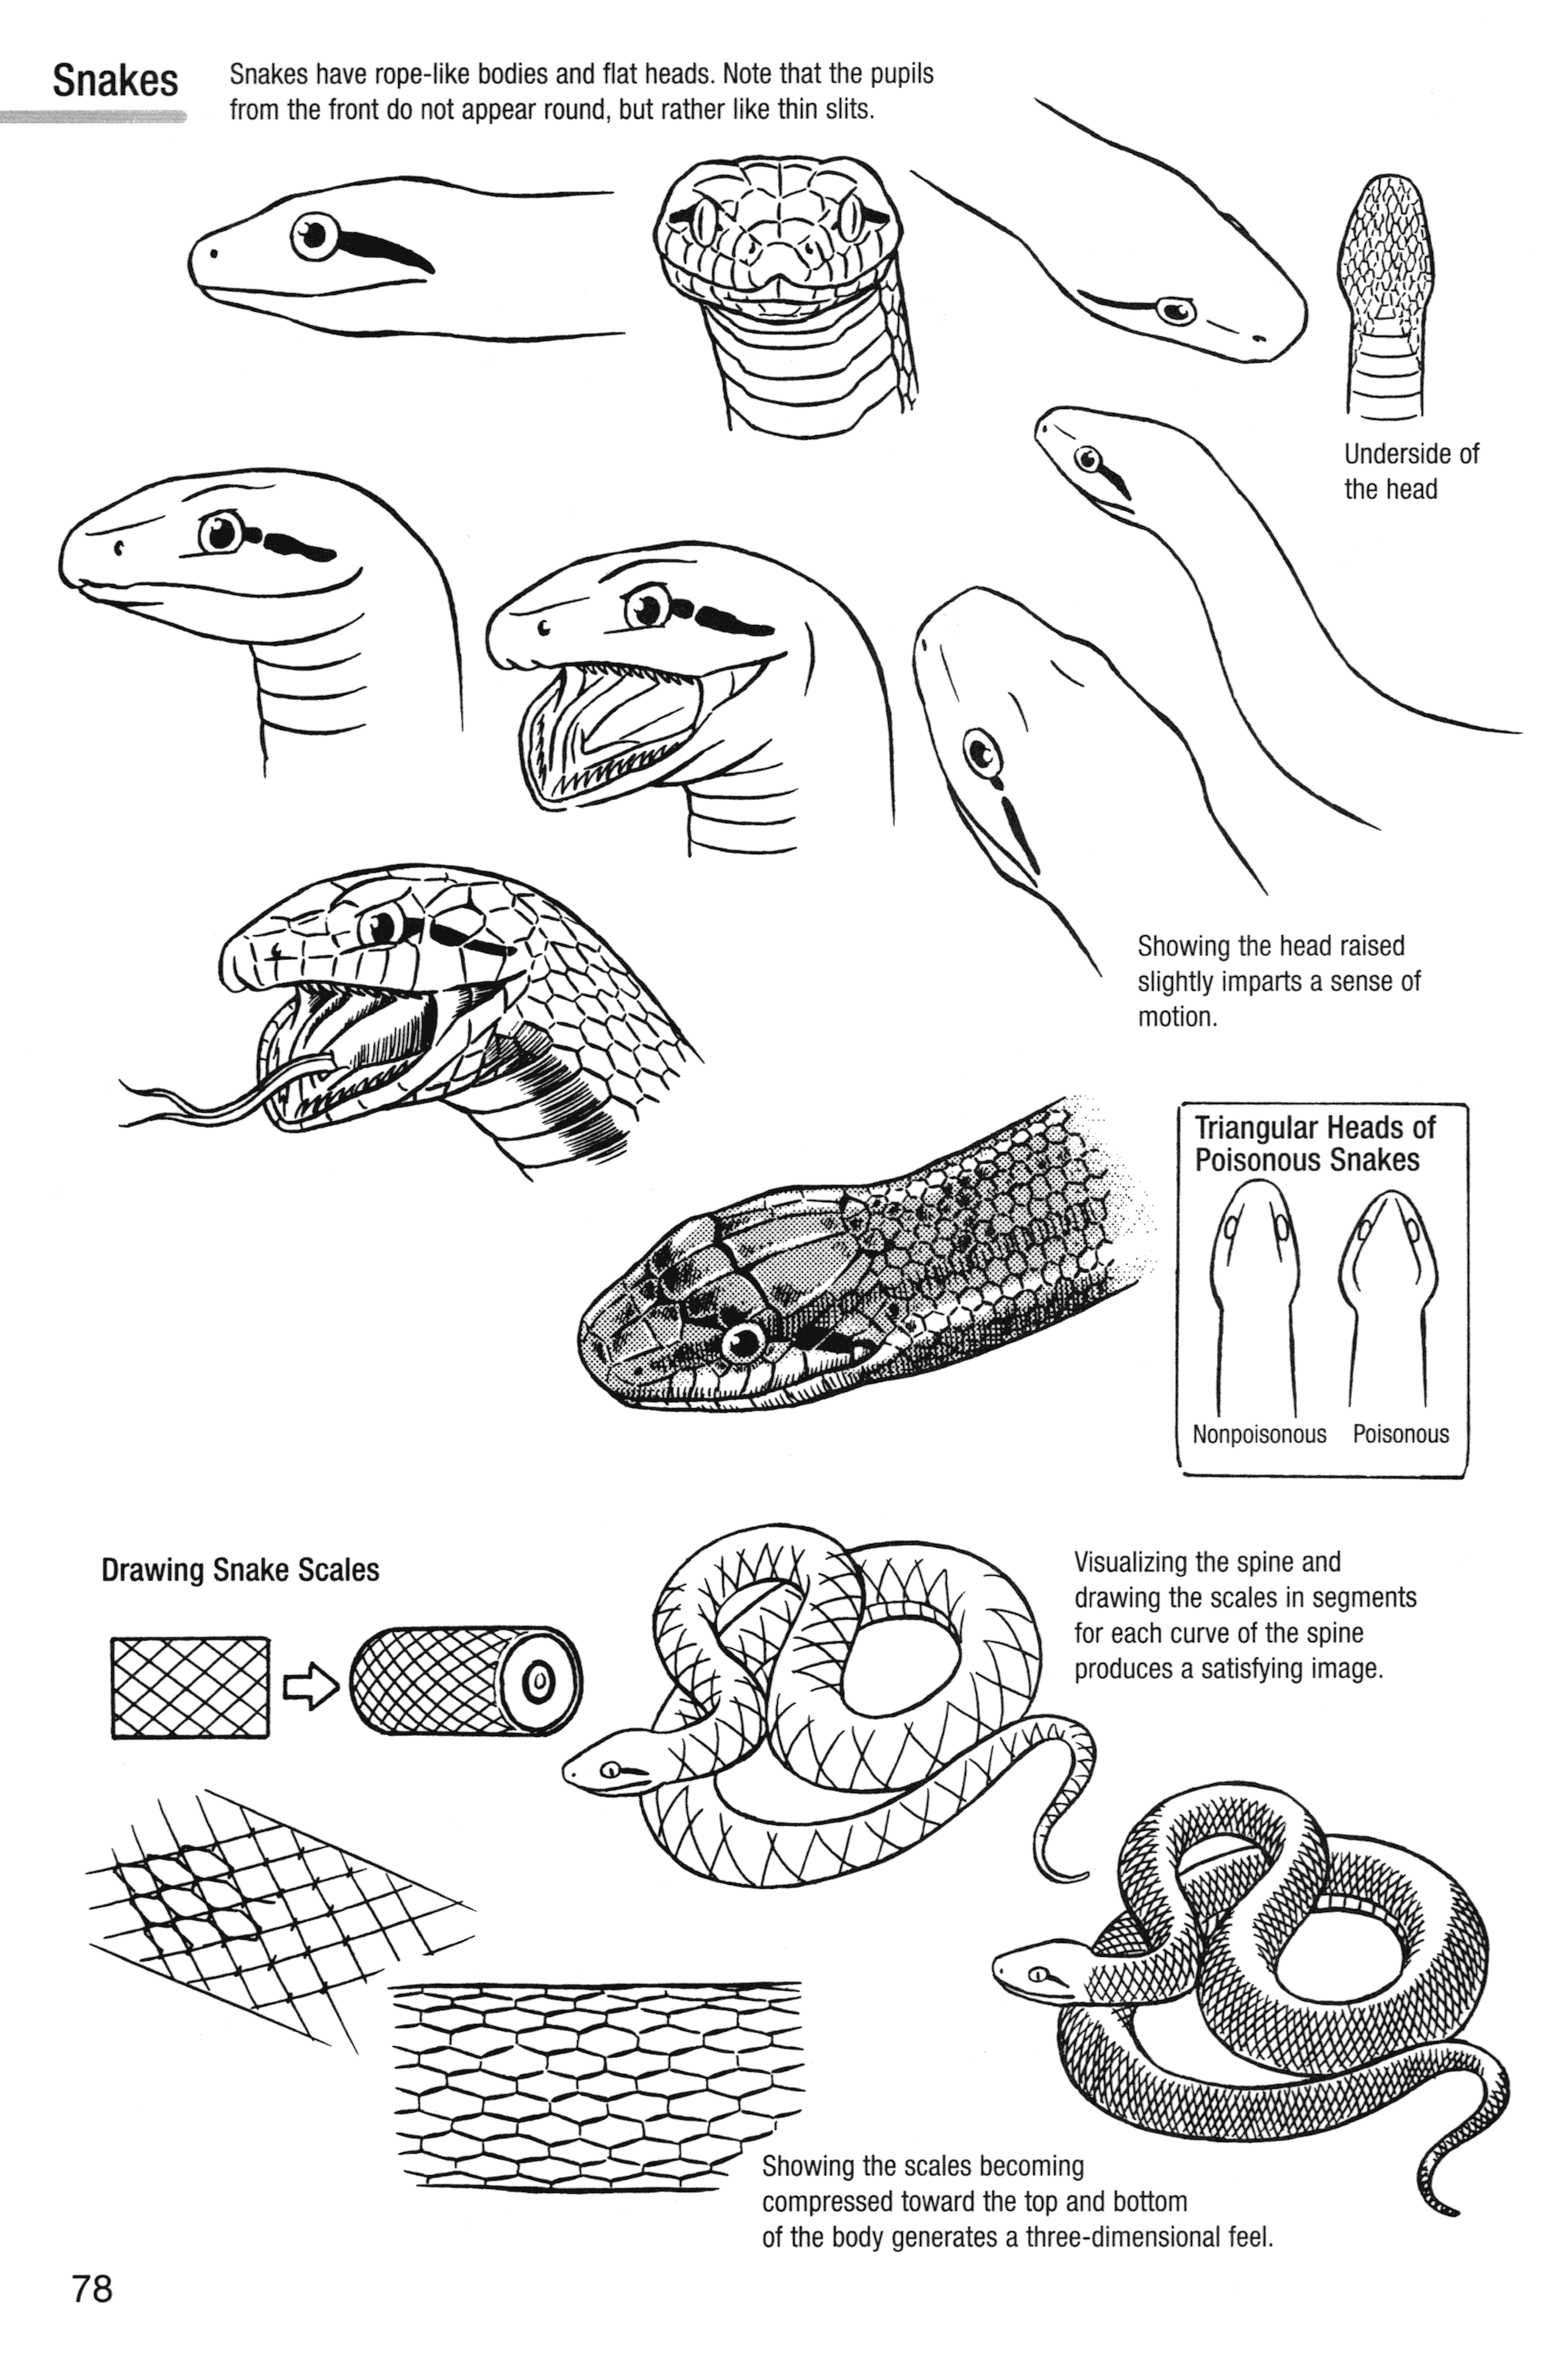 Snakes
Snakes have rope-like bodies and flat heads. Note that the pupils
from the front do not appear round, but rather like thin slits.
Underside of
the head
Showing the head raised
slightly imparts a sense of
motion.
Triangular Heads of
Poisonous Snakes
Nonpoisonous
Poisonous
Drawing Snake Scales
Visualizing the spine and
drawing the scales in segments
for each curve of the spine
produces a satisfying image.
Showing the scales becoming
compressed toward the top and bottom
of the body generates a three-dimensional feel.
78